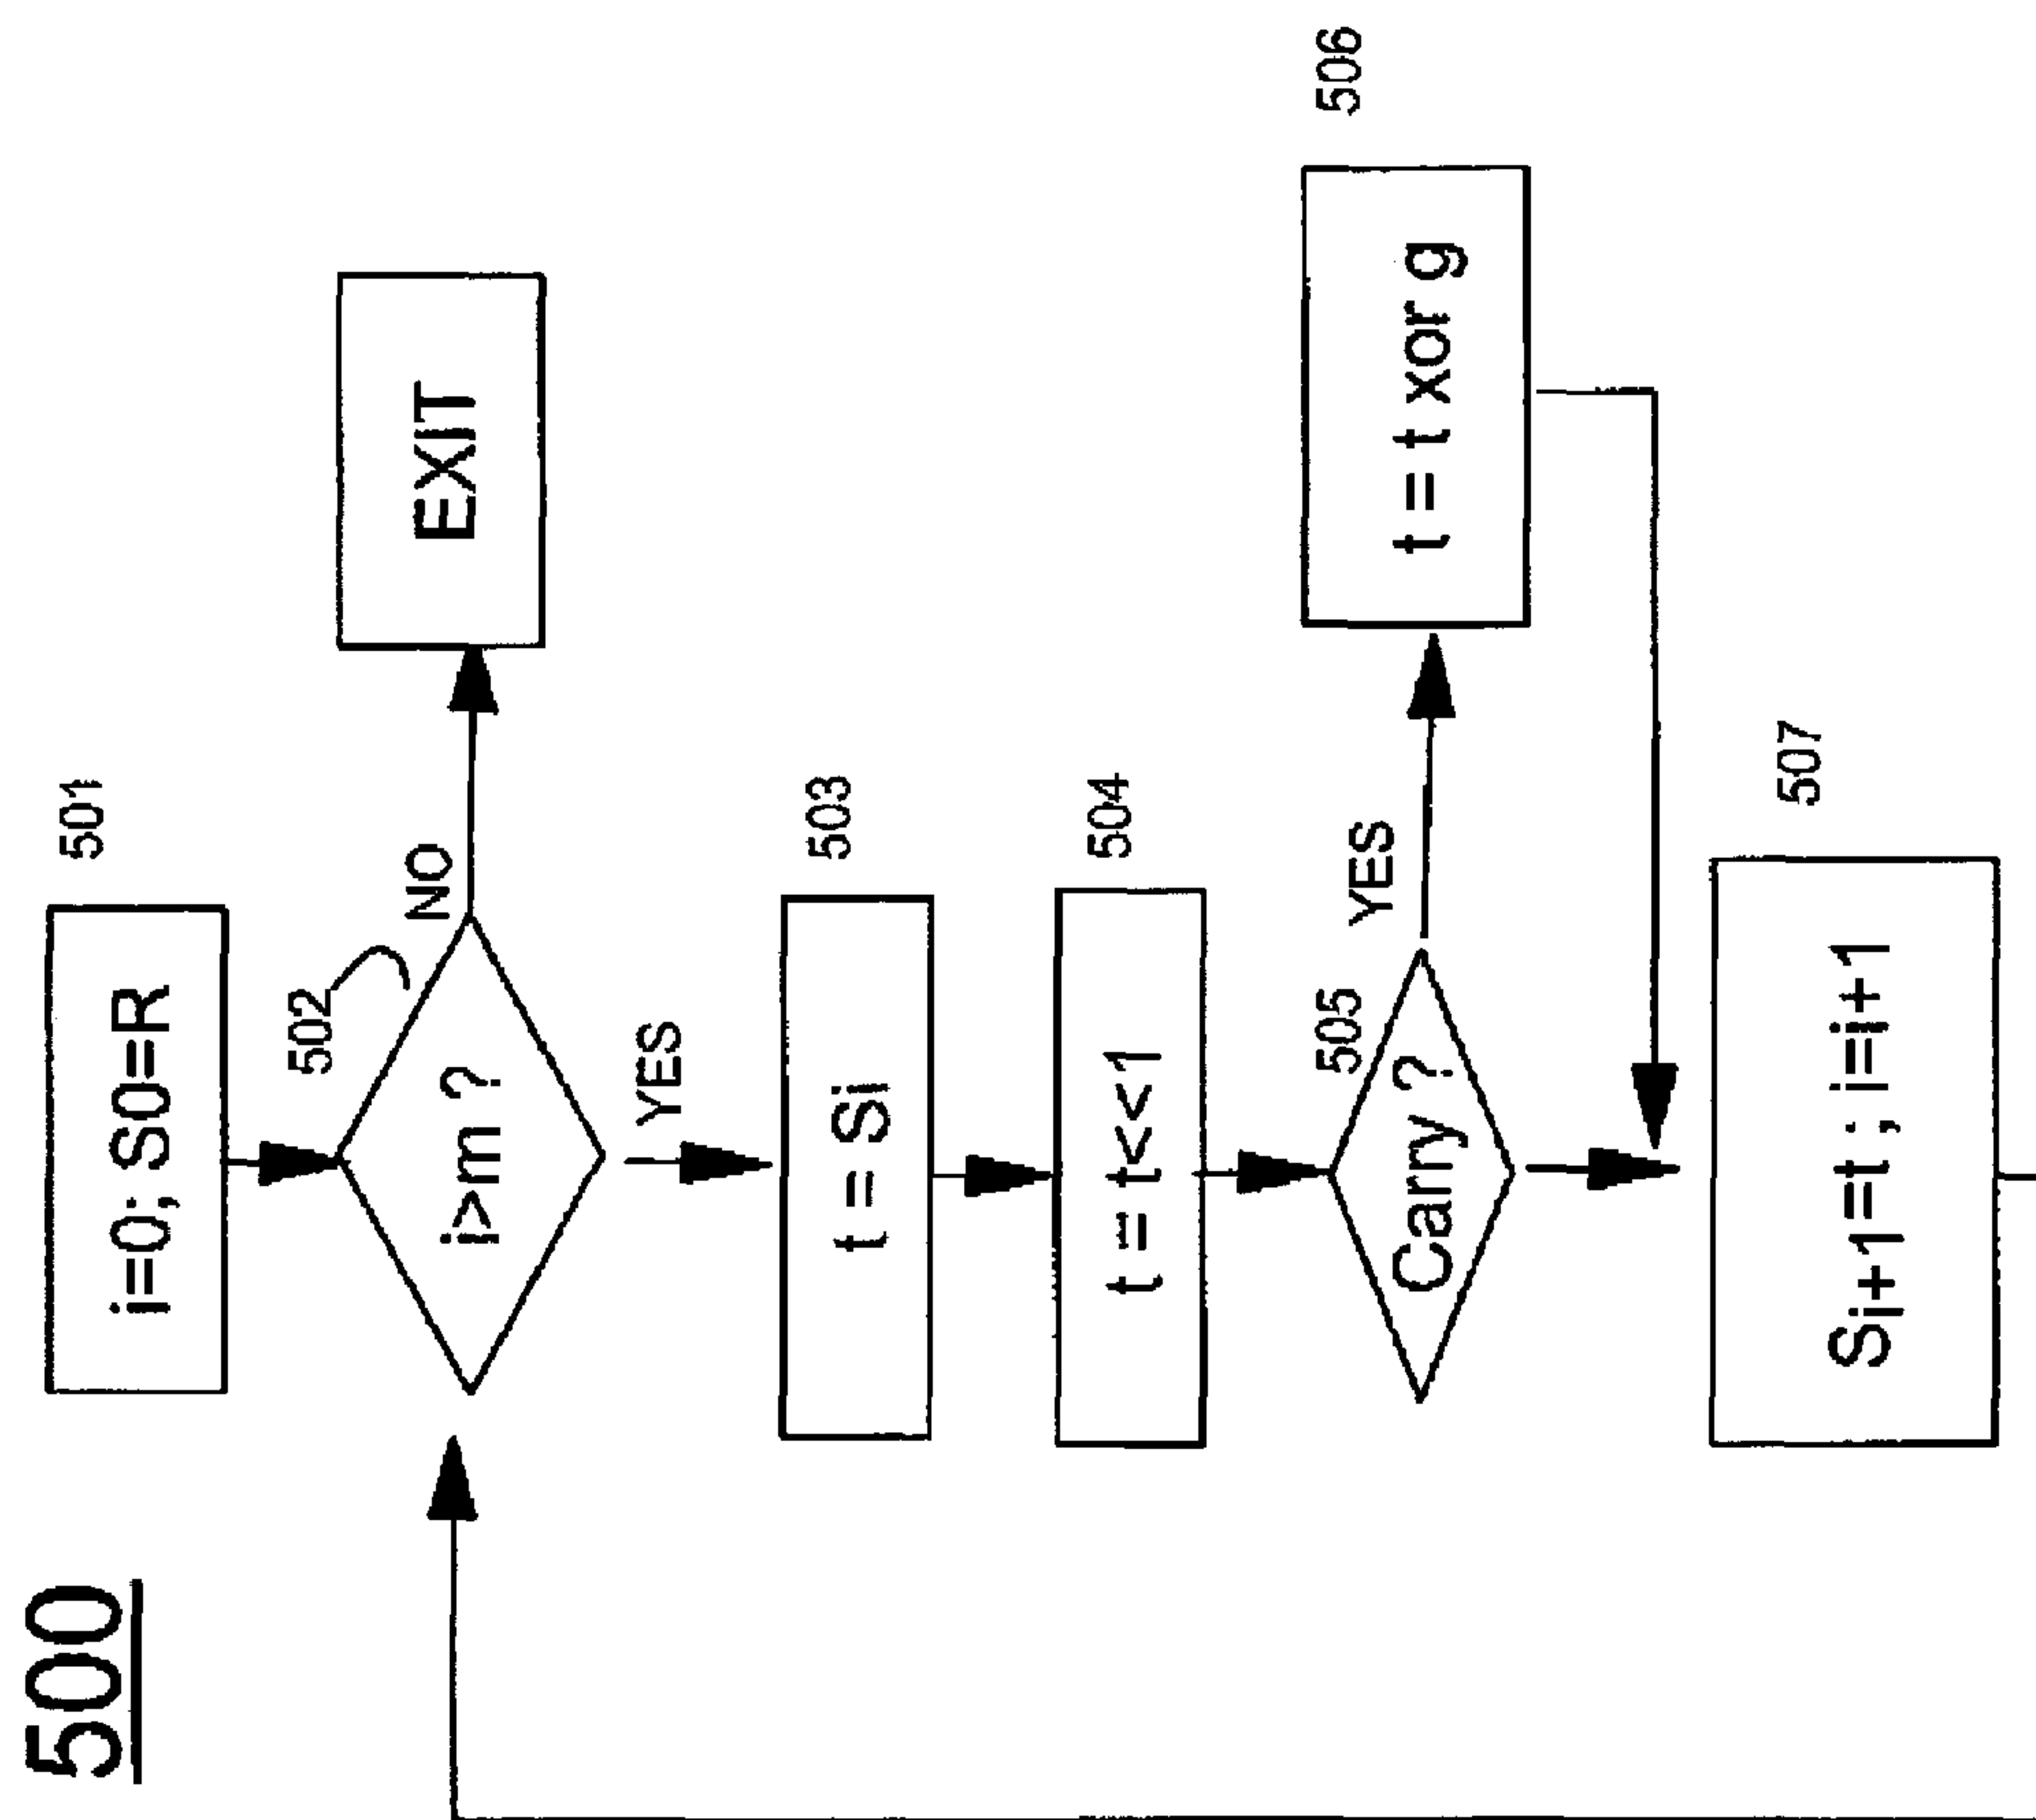 500
i=0; S0=R
501
502
i>m ?
NO
EXIT
YES
t = Si
503
t = t<<1
504
Carry ?
505
YES
t = t xor g
506
Si+1=t ; i=i+1
507